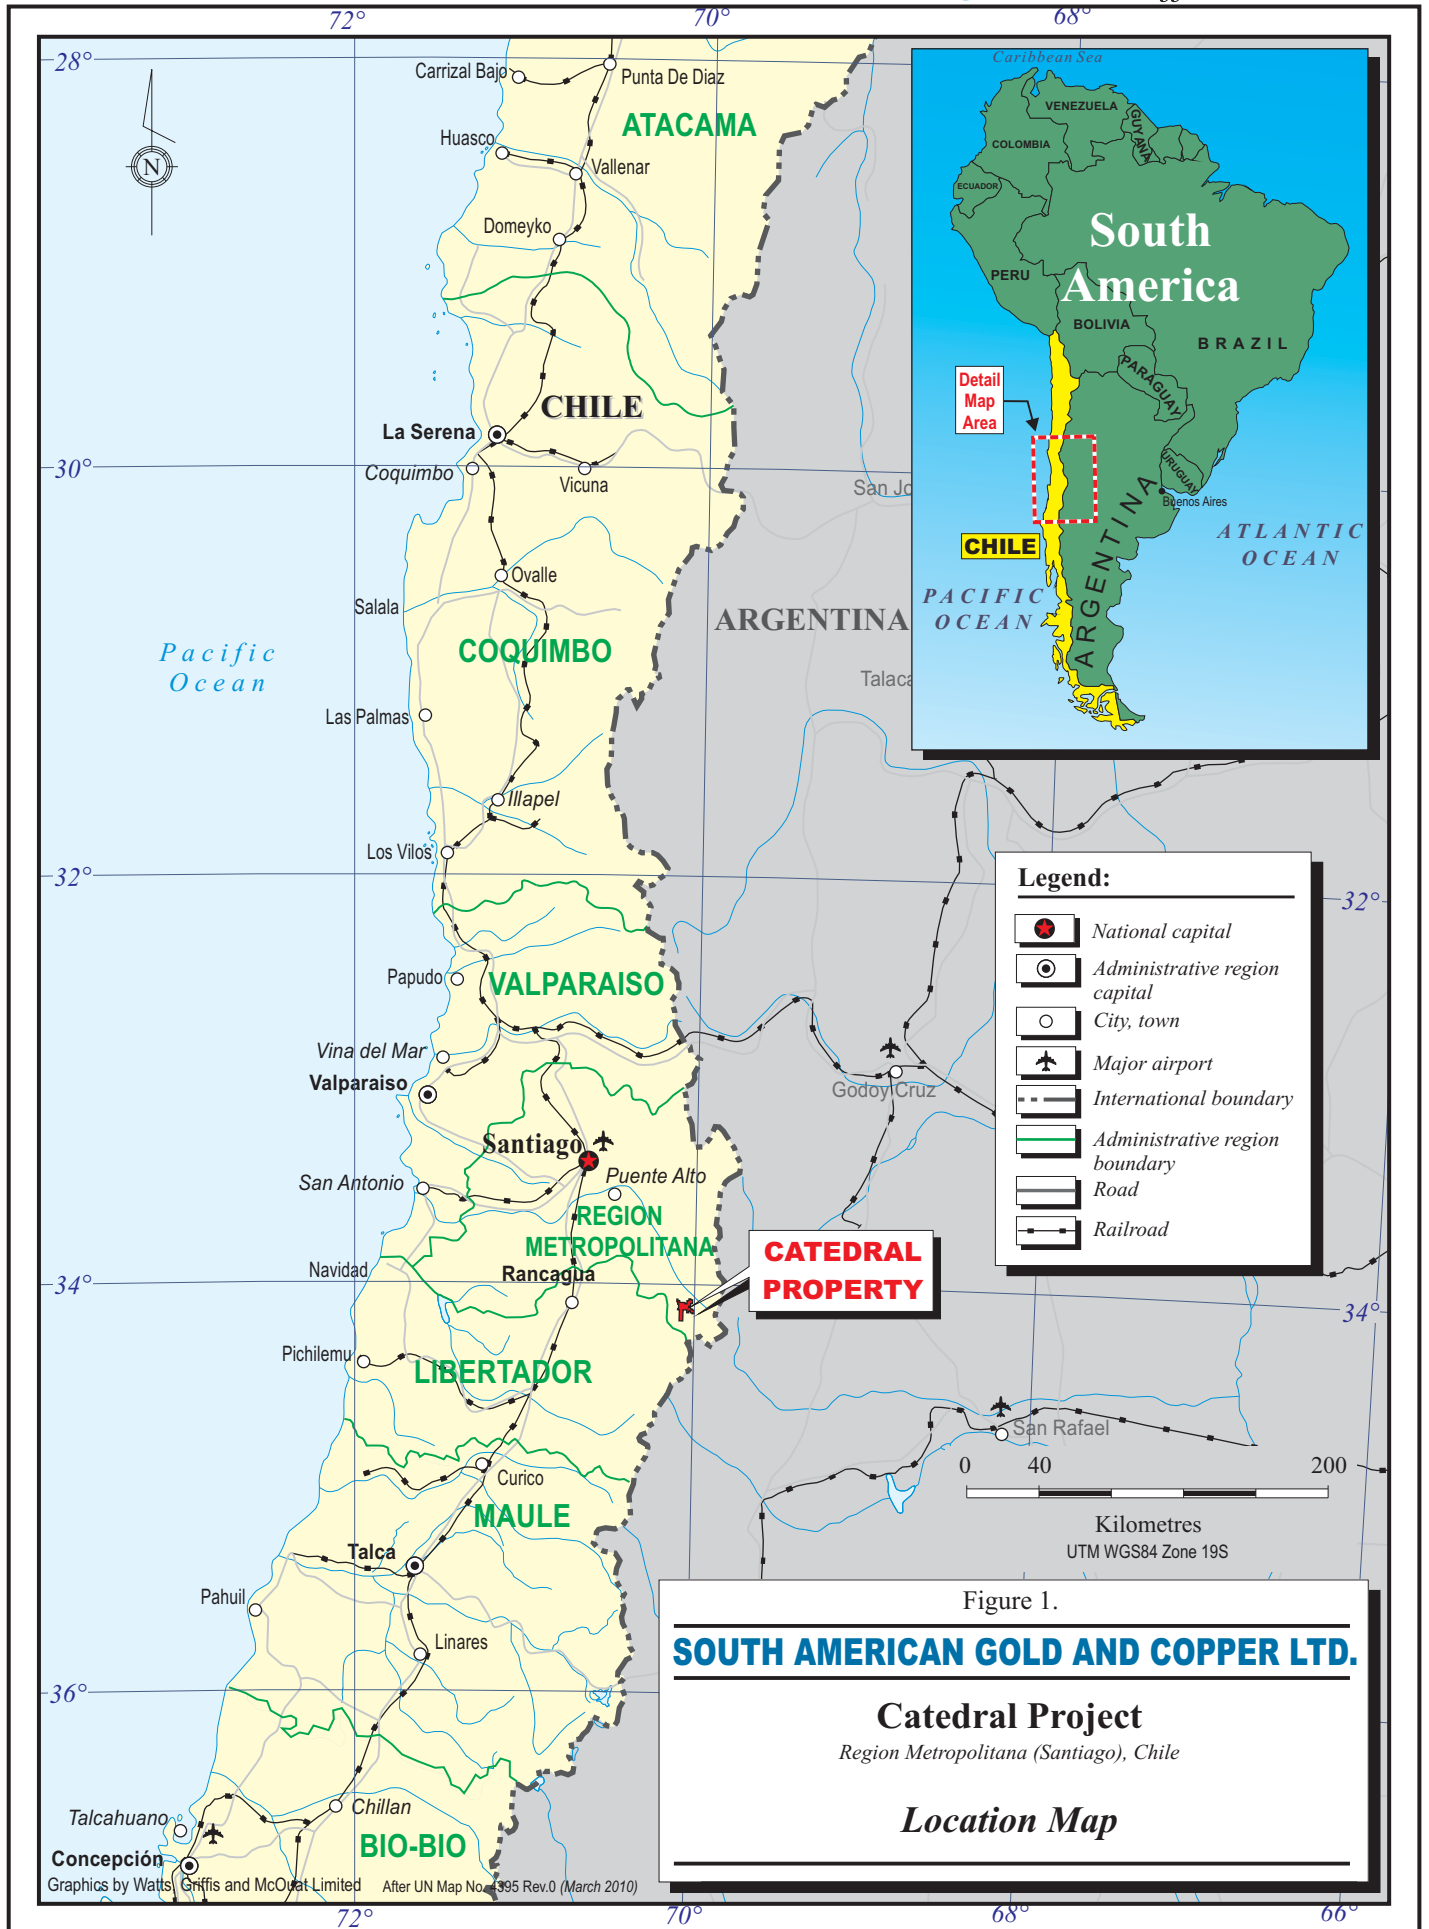 72°
70°
68°
28°
Carrizal Bajo
Punta De Diaz
ATACAMA
Huasco
Vallenar
N
Domeyko
CHILE
La Serena
30°
Coquimbo
Vicuna
San Jo
Ovalle
Salala
ARGENTINA
COQUIMBO
Pacific
Ocean
Talaca
Las Palmas
Illapel
Los Vilos
32°
32°
Papudo
VALPARAISO
Vina del Mar
Valparaiso
Godoy Cruz
Santiago
Puente Alto
San Antonio
REGION
METROPOLITANA
Navidad
Rancagua
34°
34°
CATEDRAL
PROPERTY
Pichilemu
LIBERTADOR
San Rafael
Curico
MAULE
Talca
Pahuil
Linares
36°
Chillan
Talcahuano
BIO-BIO
Concepción
Graphics by Watts, Griffis and McOuat Limited
After UN Map No. 4395 Rev.0 (March 2010)
72°
70°
68°
66°
Caribbean Sea
VENEZUELA
GUYANA
COLOMBIA
ECUADOR
South
America
PERU
BOLIVIA
BRAZIL
PARAGUAY
Detail
Map
Area
URUGUAY
Buenos Aires
ARGENTINA
CHILE
ATLANTIC
OCEAN
PACIFIC
OCEAN
Legend:
National capital
Administrative region
capital
City, town
Major airport
International boundary
Administrative region
boundary
Road
Railroad
0 40 200
Kilometres
UTM WGS84 Zone 19S
Figure 1.
SOUTH AMERICAN GOLD AND COPPER LTD.
Catedral Project
Region Metropolitana (Santiago), Chile
Location Map